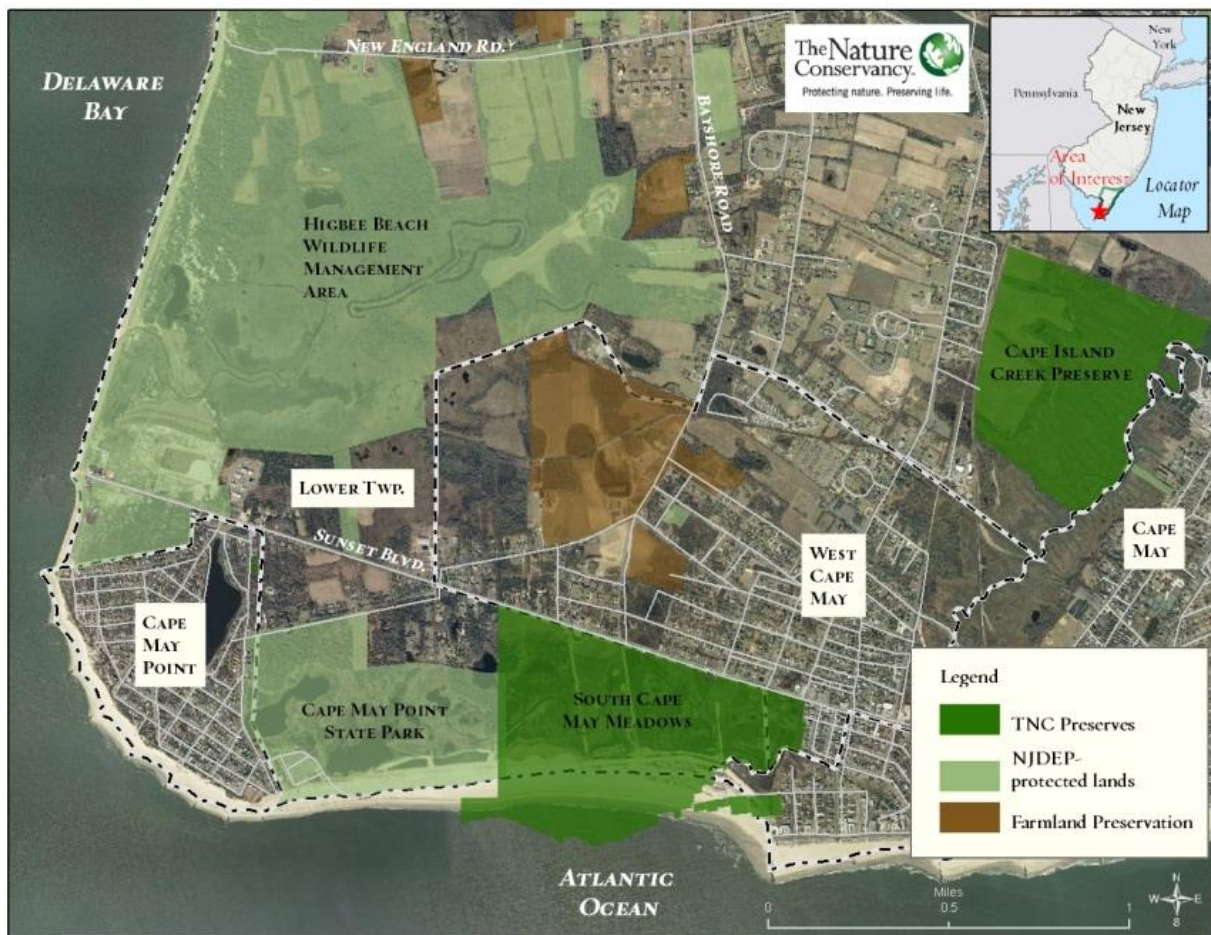 NEW ENGLAND RD.
DELAWARE
BAY
BAYSHORE ROAD
The Nature
Conservancy
Protecting nature. Preserving life.
New
York
Pennsylvania
New
Jersey
Area
of Interest
Locator
Map
HIGBEE BEACH
WILDLIFE
MANAGEMENT
AREA
CAPE ISLAND
CREEK PRESERVE
LOWER TWP.
SUNSET BLVD.
WEST
CAPE
MAY
CAPE
MAY
CAPE
MAY
POINT
CAPE MAY POINT
STATE PARK
SOUTH CAPE
MAY MEADOWS
Legend
TNC Preserves
NJDEP-
protected lands
Farmland Preservation
ATLANTIC
OCEAN
Miles
0 0.5 1
N
W E
S